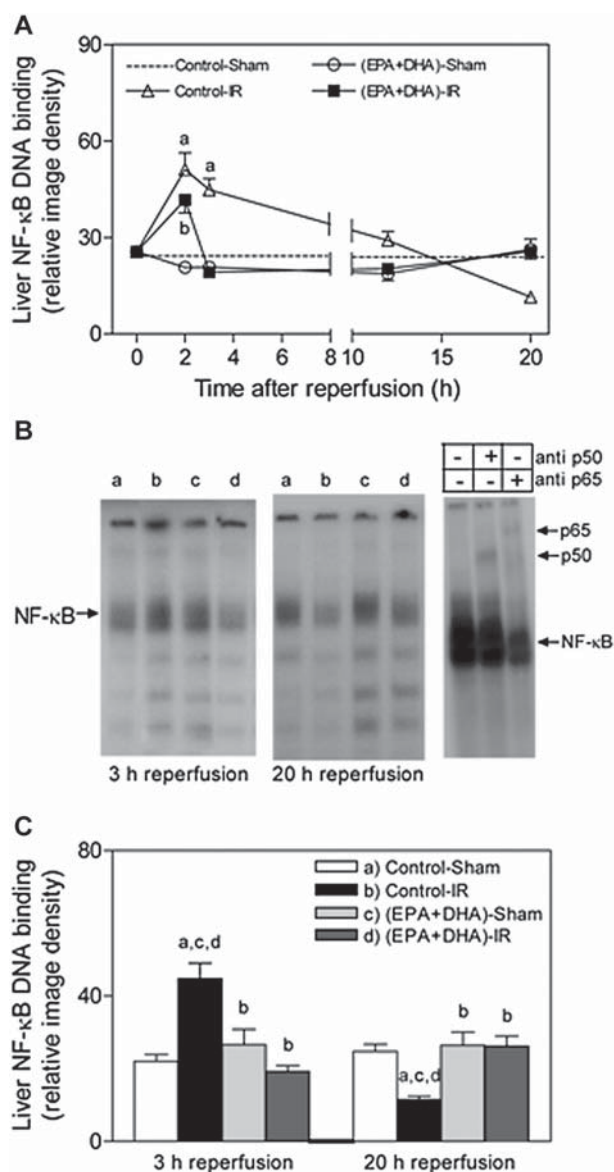 A
Liver NF-κB DNA binding
(relative image density)
90
60
30
0
Control-Sham
(EPA+DHA)-Sham
Control-IR
(EPA+DHA)-IR
a
a
b
0 2 4 6 8 10 15 20
Time after reperfusion (h)
B
a b c d
a b c d
- + - anti p50
- - + anti p65
p65
p50
NF-κB
NF-κB
3 h reperfusion
20 h reperfusion
C
Liver NF-κB DNA binding
(relative image density)
80
40
0
a) Control-Sham
b) Control-IR
c) (EPA+DHA)-Sham
d) (EPA+DHA)-IR
a,c,d
b
b
a,c,d
b
b
3 h reperfusion
20 h reperfusion